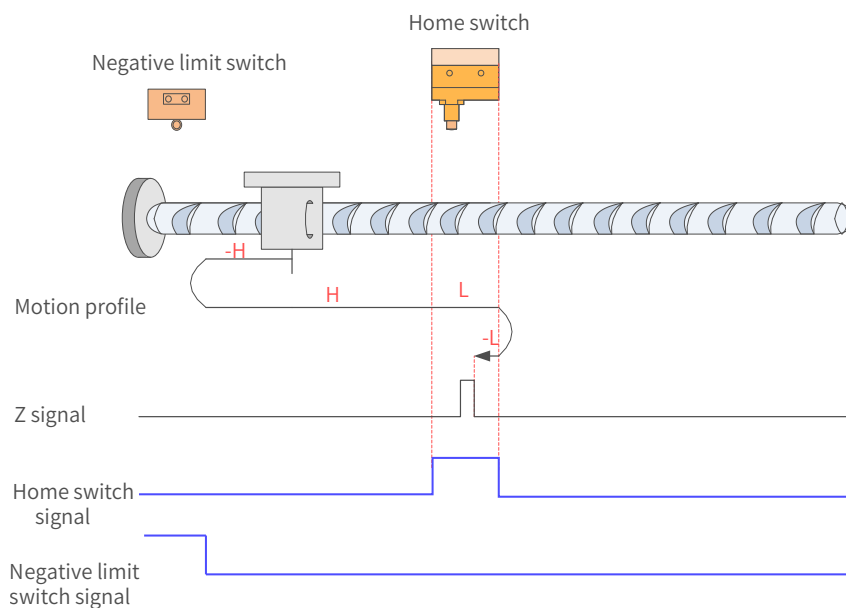 Home switch
Negative limit switch
-H
H
L
Motion profile
-L
Z signal
Home switch
signal
Negative limit
switch signal